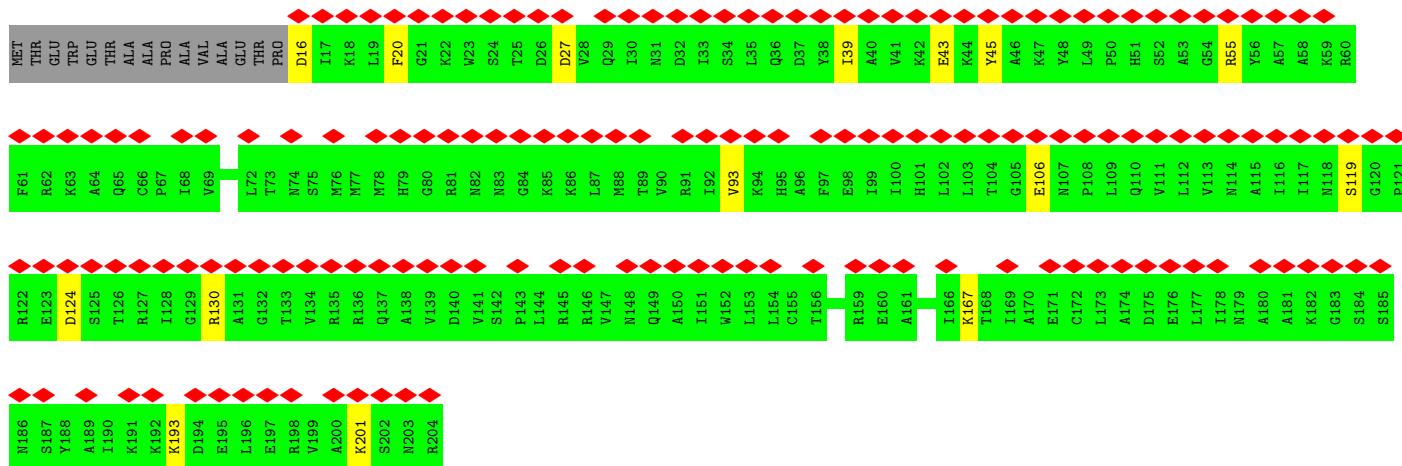 MET THR GLU TRP GLU THR ALA ALA PRO ALA VAL ALA GLU THR PRO D16 I17 K18 L19 F20 G21 K22 W23 S24 T25 D26 D27 V28 Q29 I30 N31 D32 I33 S34 L35 Q36 D37 Y38 I39 A40 V41 K42 E43 K44 Y45 A46 K47 Y48 L49 P50 H51 S52 A53 G54 R55 Y56 A57 A58 K59 R60
F61 R62 K63 A64 Q65 C66 P67 I68 V69 L72 T73 N74 S75 M76 M77 M78 H79 G80 R81 N82 N83 G84 K85 K86 L87 M88 T89 V90 R91 I92 V93 K94 H95 A96 F97 E98 I99 I100 H101 L102 L103 T104 G105 E106 N107 P108 L109 Q110 V111 L112 V113 N114 A115 I116 I117 N118 S119 G120 P121
R122 E123 D124 S125 T126 R127 I128 G129 R130 A131 G132 T133 V134 R135 R136 Q137 A138 V139 D140 V141 S142 P143 L144 R145 R146 V147 N148 Q149 A150 I151 W152 L153 L154 C155 T156 R159 E160 A161 I166 K167 T168 I169 A170 E171 C172 L173 A174 D175 E176 L177 I178 N179 A180 A181 K182 G183 S184 S185
N186 S187 Y188 A189 I190 K191 K192 K193 D194 E195 L196 E197 R198 V199 A200 K201 S202 N203 R204